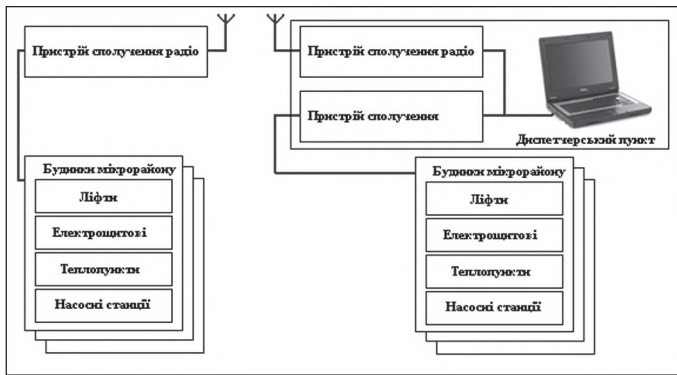 Пристрій сполучення радіо
Пристрій сполучення радіо
Пристрій сполучення
Диспетчерський пункт
Будинки мікрорайону
Ліфти
Електрощитові
Теплопункти
Насосні станції
Будинки мікрорайону
Ліфти
Електрощитові
Теплопункти
Насосні станції